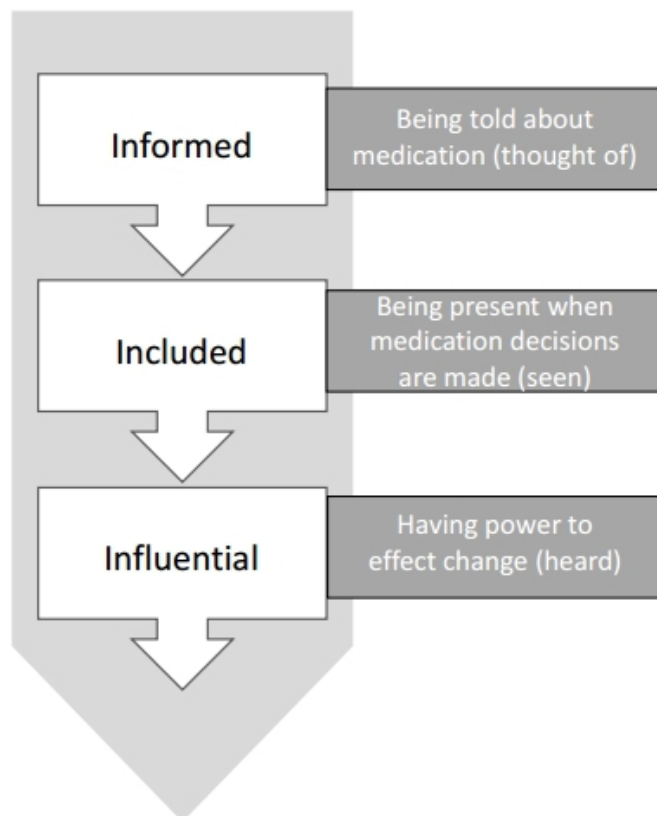 Informed
Being told about
medication (thought of)
Included
Being present when
medication decisions
are made (seen)
Influential
Having power to
effect change (heard)